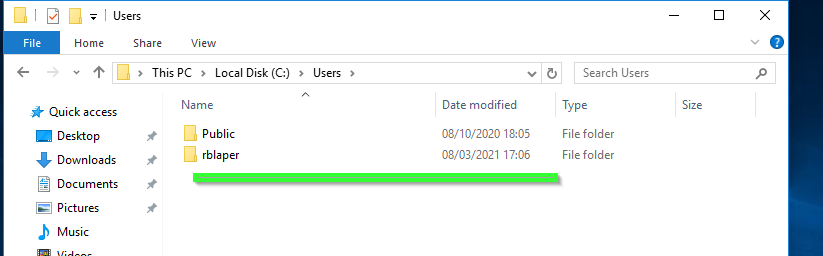 Users
File Home Share View
This PC Local Disk (C:) Users Search Users
Name Date modified Type Size
Quick access
Desktop
Downloads
Documents
Pictures
Music
Videos
Public 08/10/2020 18:05 File folder
rblaper 08/03/2021 17:06 File folder